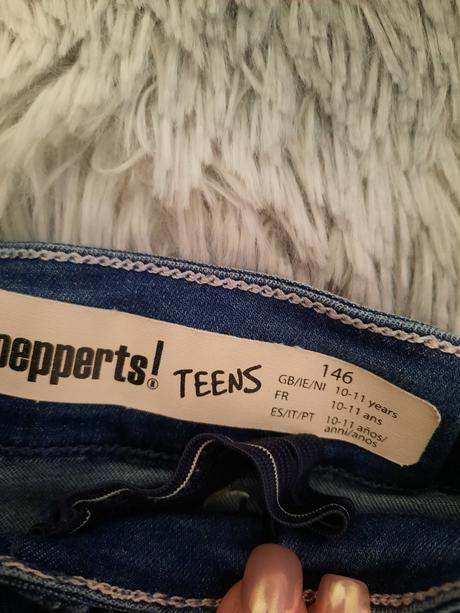 pepperts!®
TEENS
146
GB/IE/NI 10-11 years
FR 10-11 ans
ES/IT/PT 10-11 años/
anni/anos